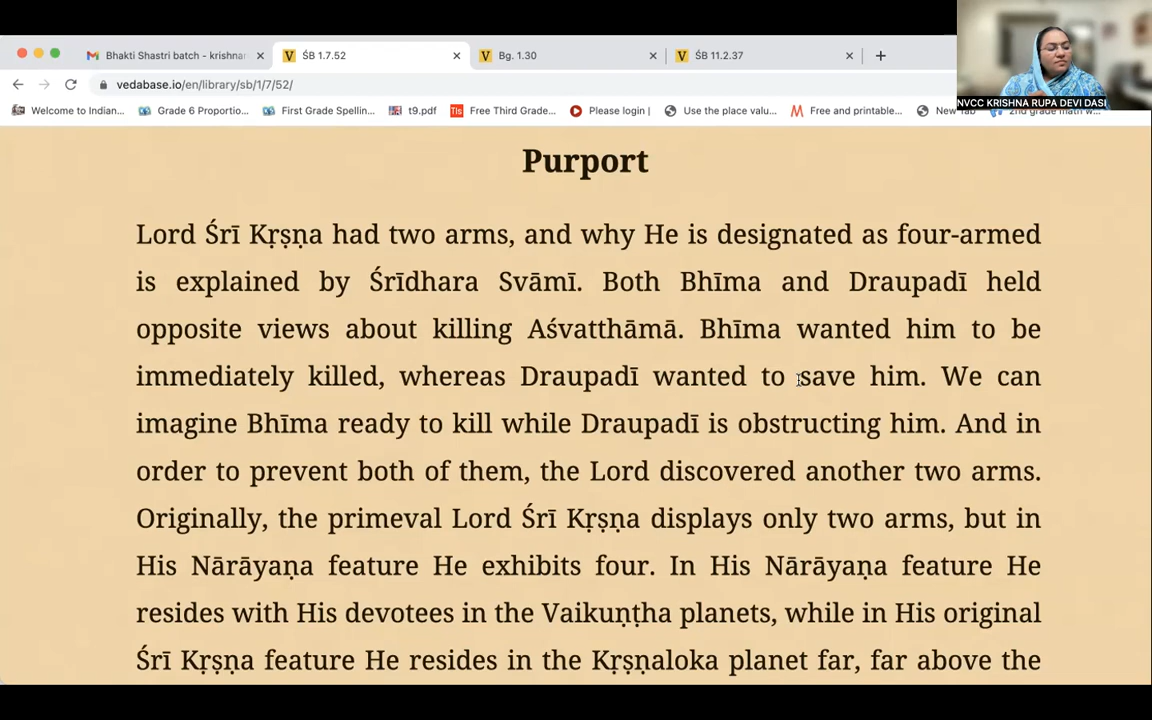 Bhakti Shastri batch - krishna
ŚB 1.7.52
Bg. 1.30
ŚB 11.2.37
vedabase.io/en/library/sb/1/7/52/
Welcome to Indian... Grade 6 Proportio... First Grade Spellin... t9.pdf Free Third Grade... Please login | Use the place valu... Free and printable... New Tab 2nd grade math w...
NVCC KRISHNA RUPA DEVI DASI
Purport
Lord Śrī Kṛṣṇa had two arms, and why He is designated as four-armed
is explained by Śrīdhara Svāmī. Both Bhīma and Draupadī held
opposite views about killing Aśvatthāmā. Bhīma wanted him to be
immediately killed, whereas Draupadī wanted to save him. We can
imagine Bhīma ready to kill while Draupadī is obstructing him. And in
order to prevent both of them, the Lord discovered another two arms.
Originally, the primeval Lord Śrī Kṛṣṇa displays only two arms, but in
His Nārāyaṇa feature He exhibits four. In His Nārāyaṇa feature He
resides with His devotees in the Vaikuṇṭha planets, while in His original
Śrī Kṛṣṇa feature He resides in the Kṛṣṇaloka planet far, far above the